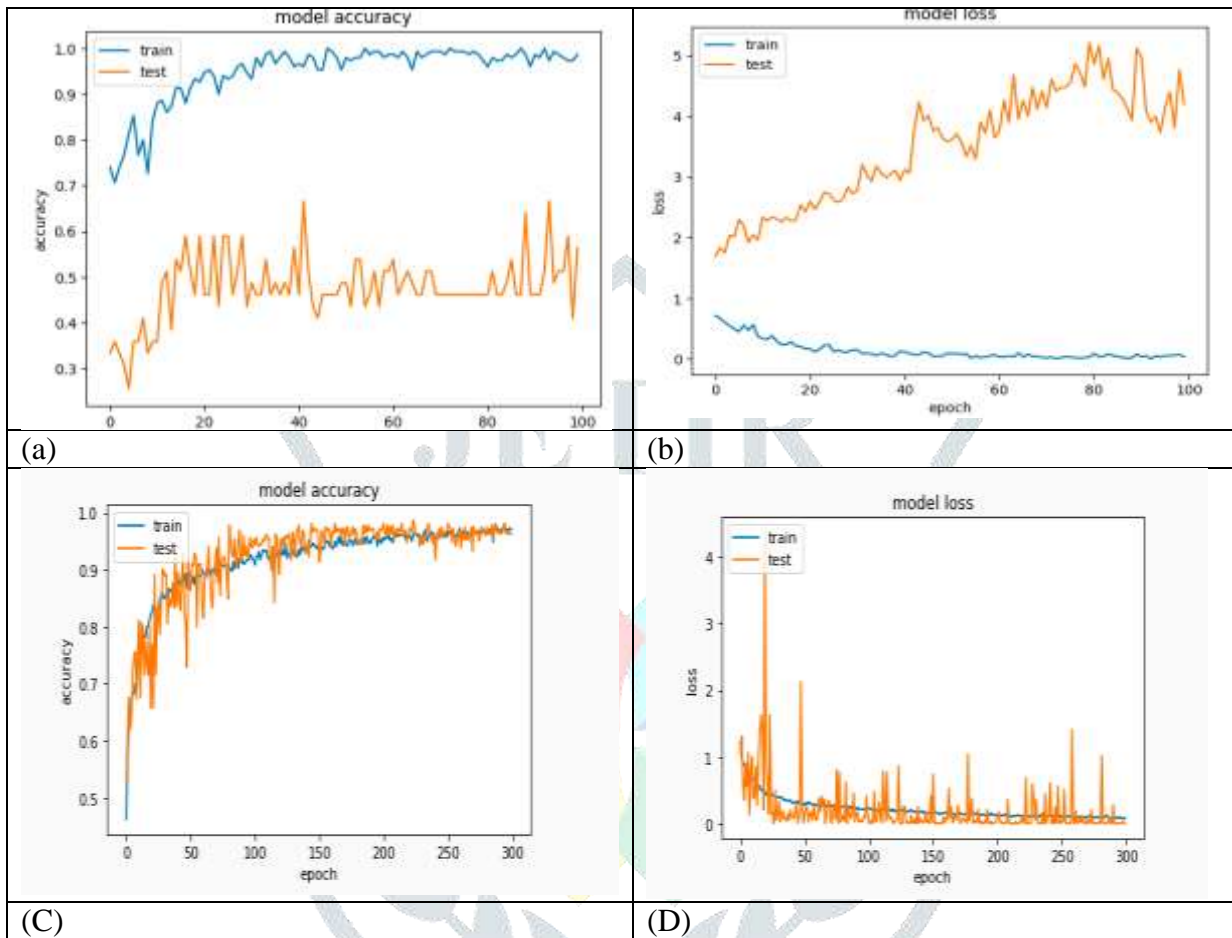 model accuracy
train
test
1.0
0.9
0.8
0.7
0.6
0.5
0.4
0.3
accuracy
0 20 40 60 80 100
(a)
model loss
train
test
5
4
3
2
1
0
loss
0 20 40 60 80 100
epoch
(b)
model accuracy
train
test
1.0
0.9
0.8
0.7
0.6
0.5
accuracy
0 50 100 150 200 250 300
epoch
(C)
model loss
train
test
4
3
2
1
0
loss
0 50 100 150 200 250 300
epoch
(D)
JETIR